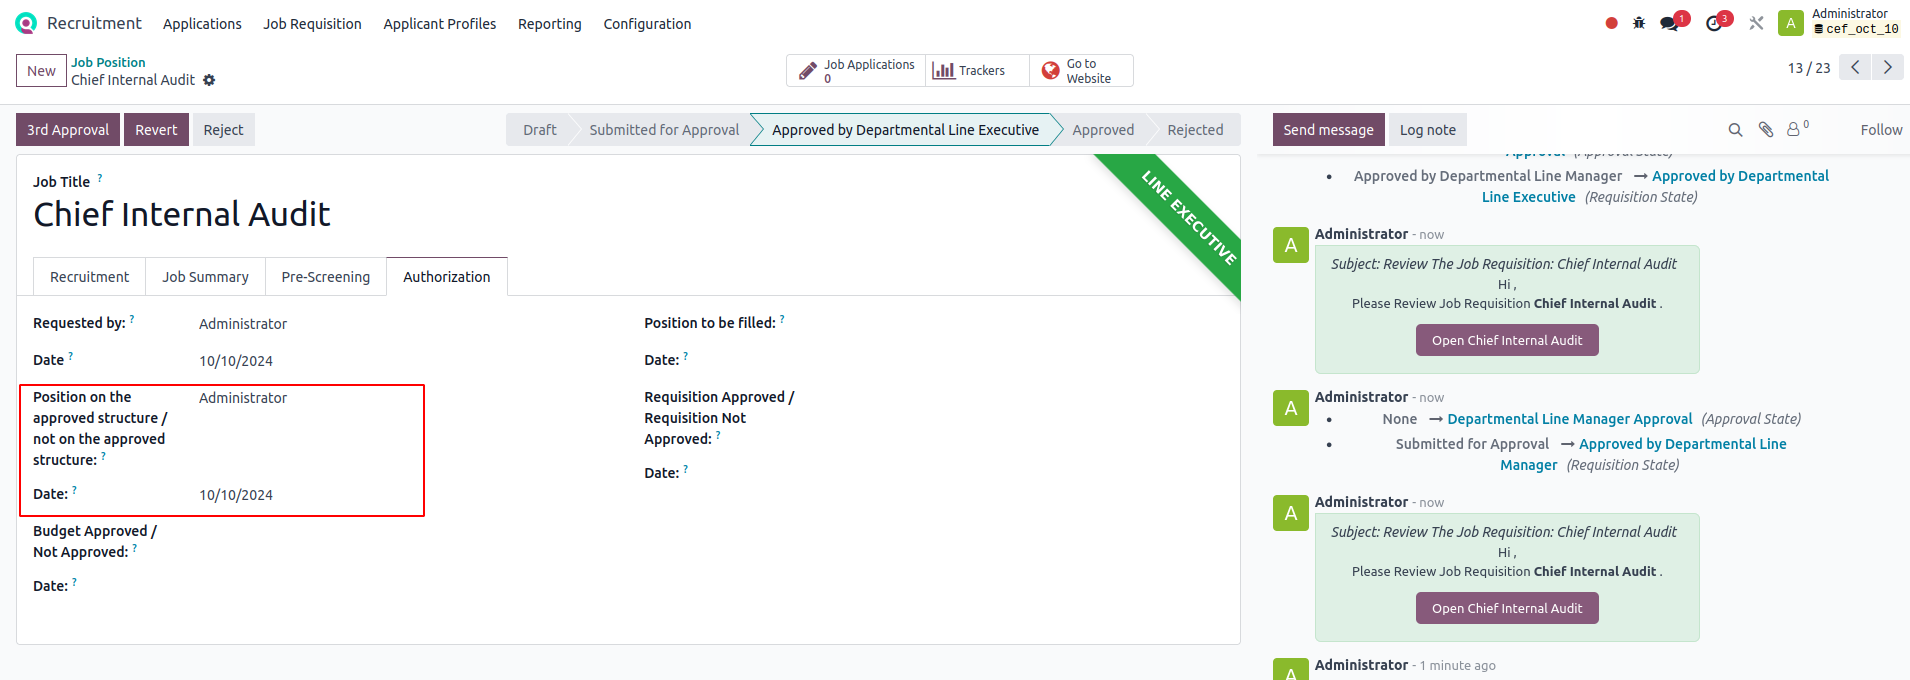 Recruitment Applications Job Requisition Applicant Profiles Reporting Configuration
1 3 A Administrator
cef_oct_10
New Job Position
Chief Internal Audit
Job Applications
0
Trackers
Go to
Website
13 / 23
3rd Approval Revert Reject
Draft Submitted for Approval Approved by Departmental Line Executive Approved Rejected
Send message Log note 0 Follow
Job Title ?
Chief Internal Audit
LINE EXECUTIVE
Recruitment Job Summary Pre-Screening Authorization
Requested by: ? Administrator
Date ? 10/10/2024
Position on the
approved structure /
not on the approved
structure: ?
Administrator
Date: ? 10/10/2024
Budget Approved /
Not Approved: ?
Date: ?
Position to be filled: ?
Date: ?
Requisition Approved /
Requisition Not
Approved: ?
Date: ?
Approval (Approval State)
• Approved by Departmental Line Manager → Approved by Departmental
Line Executive (Requisition State)
A Administrator - now
Subject: Review The Job Requisition: Chief Internal Audit
Hi ,
Please Review Job Requisition Chief Internal Audit .
Open Chief Internal Audit
A Administrator - now
• None → Departmental Line Manager Approval (Approval State)
• Submitted for Approval → Approved by Departmental Line
Manager (Requisition State)
A Administrator - now
Subject: Review The Job Requisition: Chief Internal Audit
Hi ,
Please Review Job Requisition Chief Internal Audit .
Open Chief Internal Audit
A Administrator - 1 minute ago